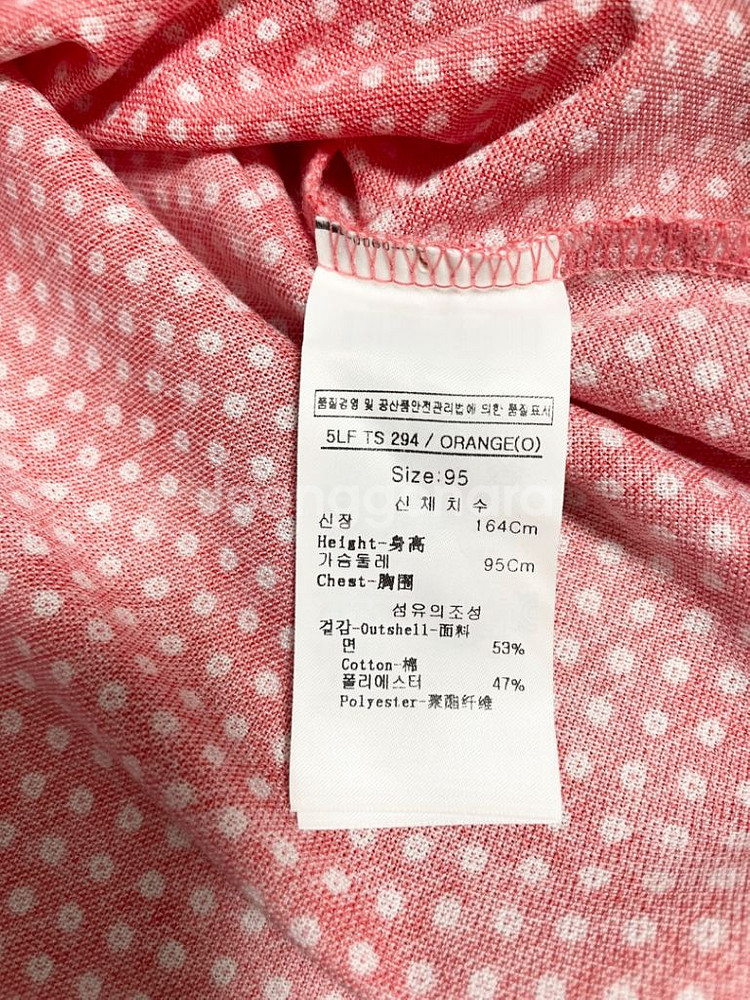 품질경영 및 공산품안전관리법에 의한 품질표시
5LF TS 294 / ORANGE(O)
Size:95
신체치수
신장 164Cm
Height-身高
가슴둘레 95Cm
Chest-胸围
섬유의조성
겉감-Outshell-面料
면 53%
Cotton-棉
폴리에스터 47%
Polyester-聚酯纤维